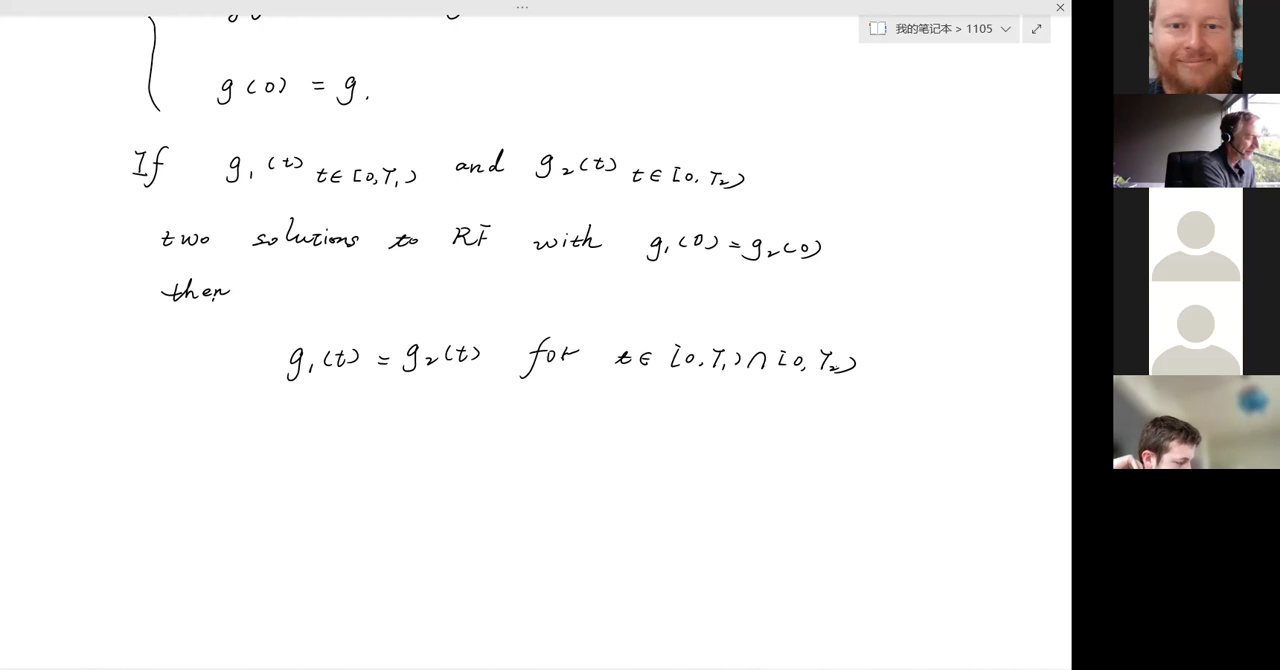 我的笔记本 > 1105
g(0) = g.
If g₁(t) t∈[0,T₁) and g₂(t) t∈[0,T₂)
two solutions to RF with g₁(0)=g₂(0)
then
g₁(t) = g₂(t) for t∈[0,T₁)∩[0,T₂)